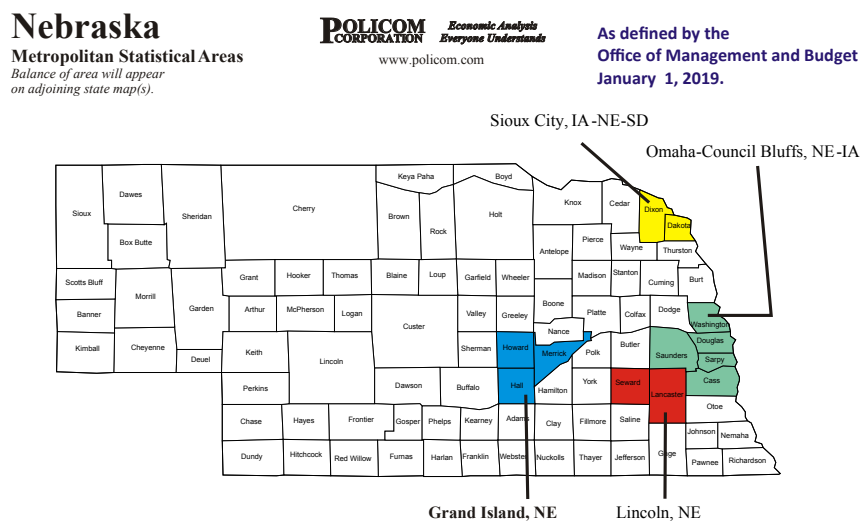 Nebraska
Metropolitan Statistical Areas
Balance of area will appear
on adjoining state map(s).
POLICOM
CORPORATION
Economic Analysis
Everyone Understands
www.policom.com
As defined by the
Office of Management and Budget
January 1, 2019.
Sioux City, IA-NE-SD
Omaha-Council Bluffs, NE-IA
Keya Paha
Boyd
Dawes
Sioux
Sheridan
Cherry
Brown
Rock
Holt
Knox
Cedar
Dixon
Dakota
Box Butte
Antelope
Pierce
Wayne
Thurston
Scotts Bluff
Morrill
Garden
Grant
Hooker
Thomas
Blaine
Loup
Garfield
Wheeler
Madison
Stanton
Cuming
Burt
Banner
Arthur
McPherson
Logan
Custer
Valley
Greeley
Boone
Platte
Colfax
Dodge
Washington
Nance
Kimball
Cheyenne
Deuel
Keith
Lincoln
Sherman
Howard
Merrick
Polk
Butler
Saunders
Douglas
Sarpy
Perkins
Dawson
Buffalo
Hall
Hamilton
York
Seward
Lancaster
Cass
Otoe
Chase
Hayes
Frontier
Gosper
Phelps
Kearney
Adams
Clay
Fillmore
Saline
Johnson
Nemaha
Dundy
Hitchcock
Red Willow
Furnas
Harlan
Franklin
Webster
Nuckolls
Thayer
Jefferson
Gage
Pawnee
Richardson
Grand Island, NE
Lincoln, NE